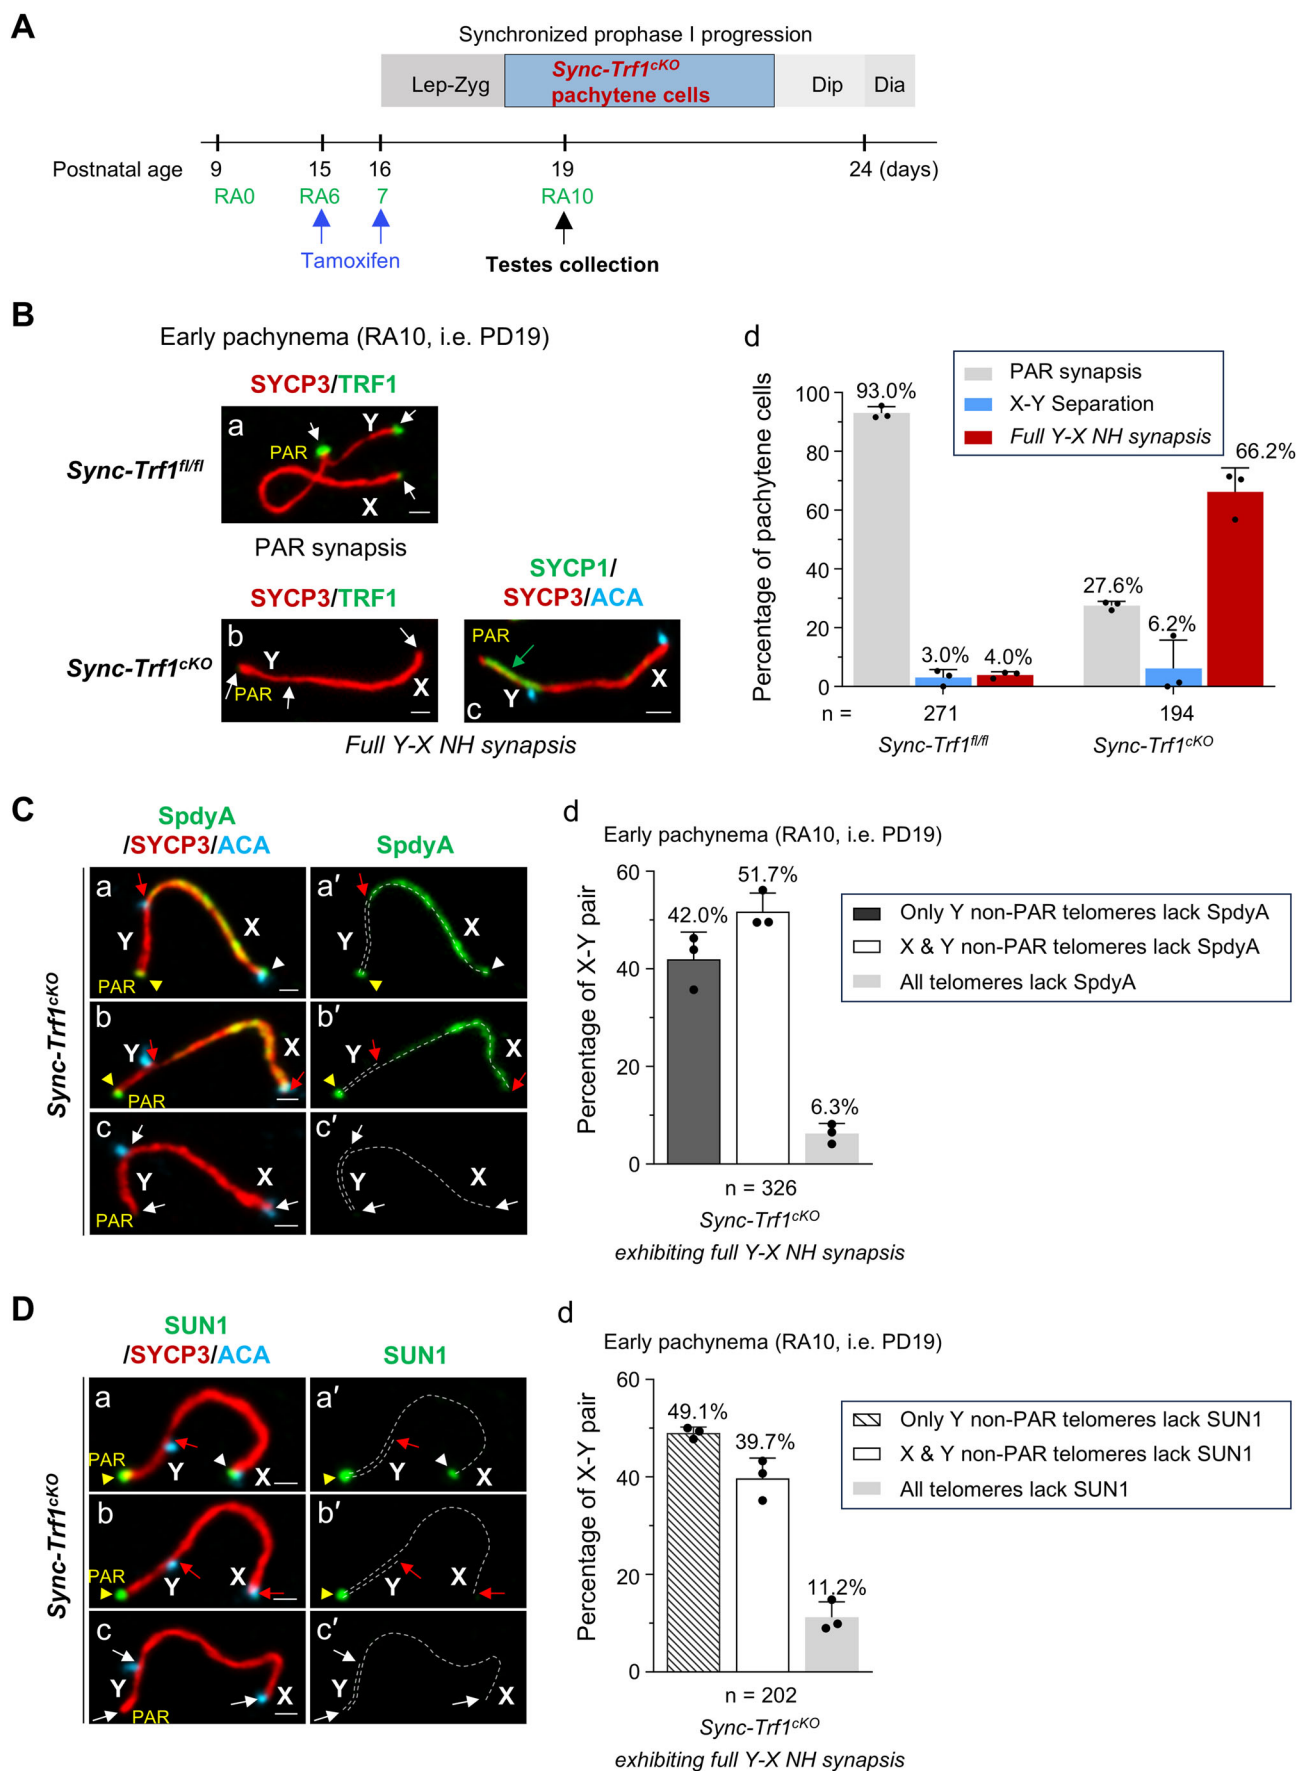 A
Synchronized prophase I progression
Lep-Zyg
Sync-Trf1cKO
pachytene cells
Dip
Dia
Postnatal age
9
15
16
19
24 (days)
RA0
RA6
7
RA10
Tamoxifen
Testes collection
B
Early pachynema (RA10, i.e. PD19)
SYCP3/TRF1
Sync-Trf1fl/fl
a
Y
PAR
X
PAR synapsis
SYCP3/TRF1
SYCP1/
SYCP3/ACA
Sync-Trf1cKO
b
Y
PAR
X
PAR
Y
X
c
Full Y-X NH synapsis
d
PAR synapsis
X-Y Separation
Full Y-X NH synapsis
Percentage of pachytene cells
100
80
60
40
20
0
93.0%
3.0%
4.0%
27.6%
6.2%
66.2%
n =
271
194
Sync-Trf1fl/fl
Sync-Trf1cKO
C
SpdyA
/SYCP3/ACA
SpdyA
Sync-Trf1cKO
a
Y
X
PAR
a′
b
Y
X
PAR
b′
Y
X
c
Y
X
PAR
c′
Y
X
d
Early pachynema (RA10, i.e. PD19)
Percentage of X-Y pair
60
40
20
0
42.0%
51.7%
6.3%
Only Y non-PAR telomeres lack SpdyA
X & Y non-PAR telomeres lack SpdyA
All telomeres lack SpdyA
n = 326
Sync-Trf1cKO
exhibiting full Y-X NH synapsis
D
SUN1
/SYCP3/ACA
SUN1
Sync-Trf1cKO
a
PAR
Y
X
a′
Y
X
b
PAR
Y
X
b′
Y
X
c
Y
X
PAR
c′
Y
X
d
Early pachynema (RA10, i.e. PD19)
Percentage of X-Y pair
60
40
20
0
49.1%
39.7%
11.2%
Only Y non-PAR telomeres lack SUN1
X & Y non-PAR telomeres lack SUN1
All telomeres lack SUN1
n = 202
Sync-Trf1cKO
exhibiting full Y-X NH synapsis